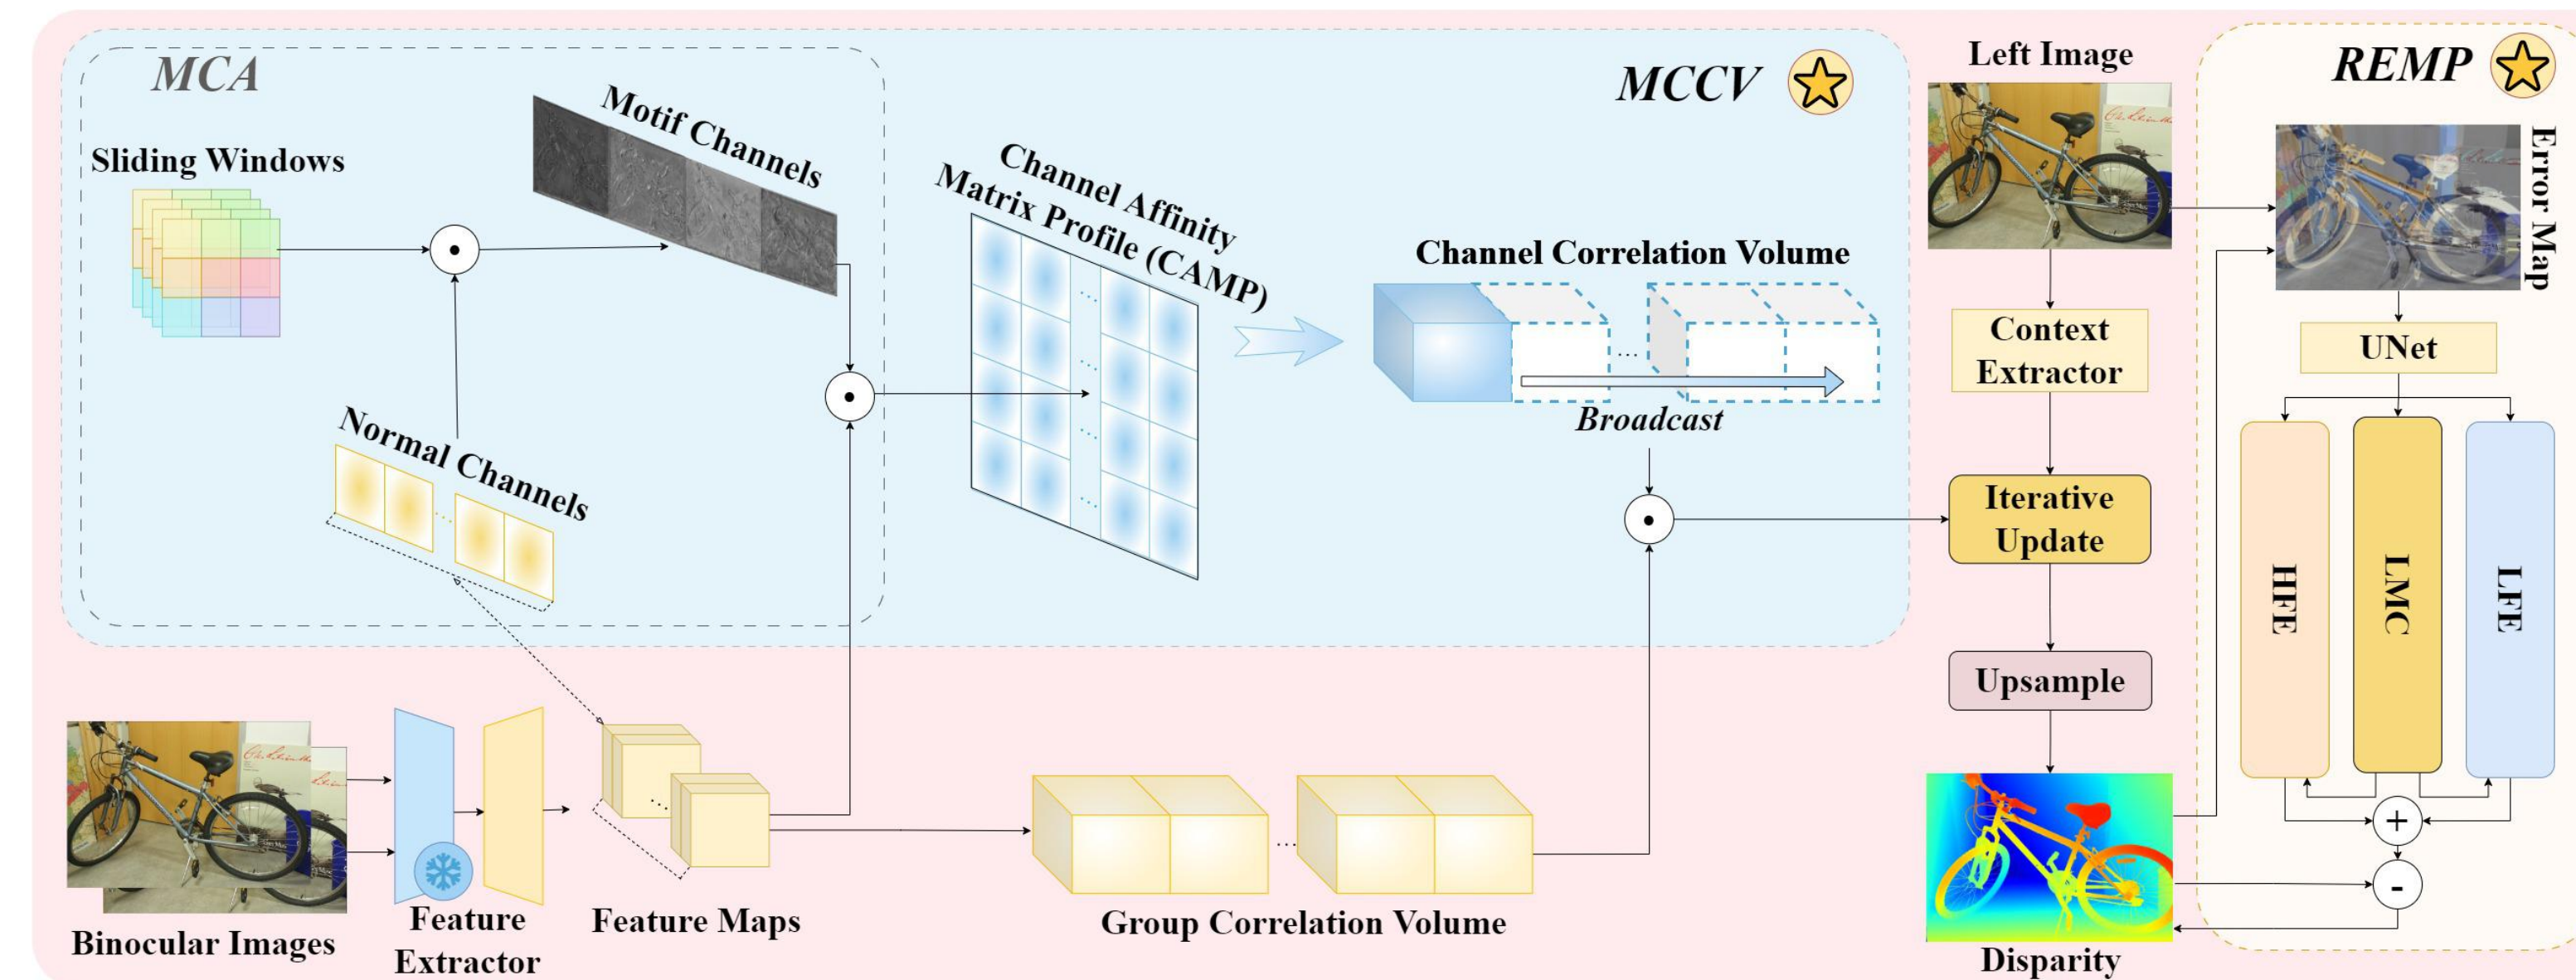 MCA
MCCV
Sliding Windows
Motif Channels
Normal Channels
Channel Affinity
Matrix Profile (CAMP)
Channel Correlation Volume
...
Broadcast
Left Image
Context
Extractor
Iterative
Update
Upsample
Disparity
REMP
Error Map
UNet
HFE
LMC
LFE
+
-
Binocular Images
Feature
Extractor
Feature Maps
...
Group Correlation Volume
...